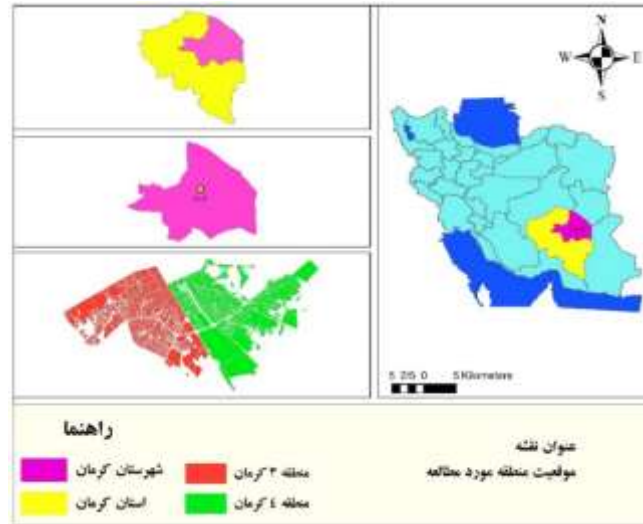 N
W E
S
5 2/5 0 5 Kilometers
راهنما
شهرستان کرمان
منطقه ۳ کرمان
استان کرمان
منطقه ٤ کرمان
عنوان نقشه
موقعیت منطقه مورد مطالعه